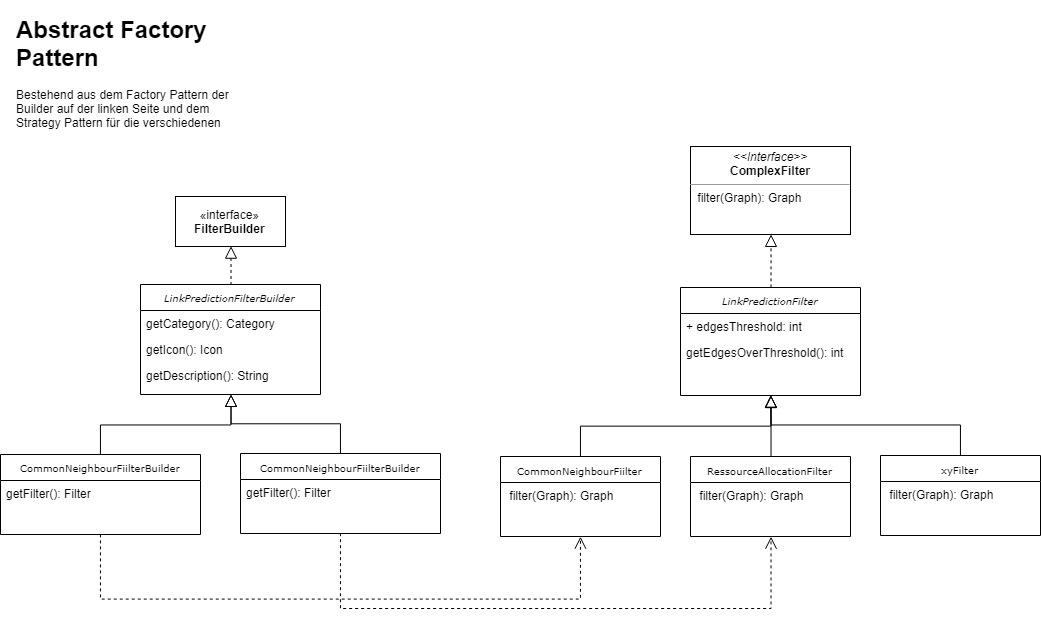 Abstract Factory
Pattern
Bestehend aus dem Factory Pattern der
Builder auf der linken Seite und dem
Strategy Pattern für die verschiedenen
<<Interface>>
ComplexFilter
filter(Graph): Graph
«interface»
FilterBuilder
LinkPredictionFilterBuilder
getCategory(): Category
getIcon(): Icon
getDescription(): String
LinkPredictionFilter
+ edgesThreshold: int
getEdgesOverThreshold(): int
CommonNeighbourFiilterBuilder
getFilter(): Filter
CommonNeighbourFiilterBuilder
getFilter(): Filter
CommonNeighbourFiilter
filter(Graph): Graph
RessourceAllocationFilter
filter(Graph): Graph
xyFilter
filter(Graph): Graph